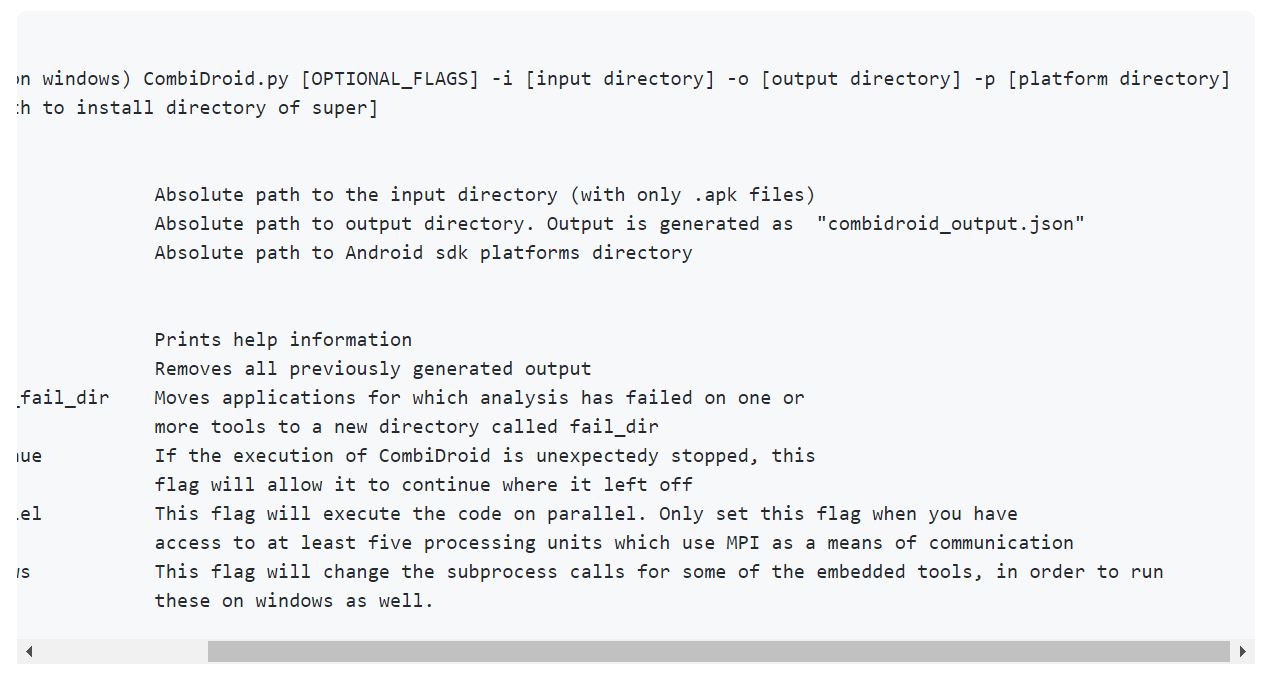 on windows) CombiDroid.py [OPTIONAL_FLAGS] -i [input directory] -o [output directory] -p [platform directory]
th to install directory of super]
Absolute path to the input directory (with only .apk files)
Absolute path to output directory. Output is generated as "combidroid_output.json"
Absolute path to Android sdk platforms directory
Prints help information
Removes all previously generated output
_fail_dir Moves applications for which analysis has failed on one or
more tools to a new directory called fail_dir
nue If the execution of CombiDroid is unexpectedy stopped, this
flag will allow it to continue where it left off
lel This flag will execute the code on parallel. Only set this flag when you have
access to at least five processing units which use MPI as a means of communication
ws This flag will change the subprocess calls for some of the embedded tools, in order to run
these on windows as well.